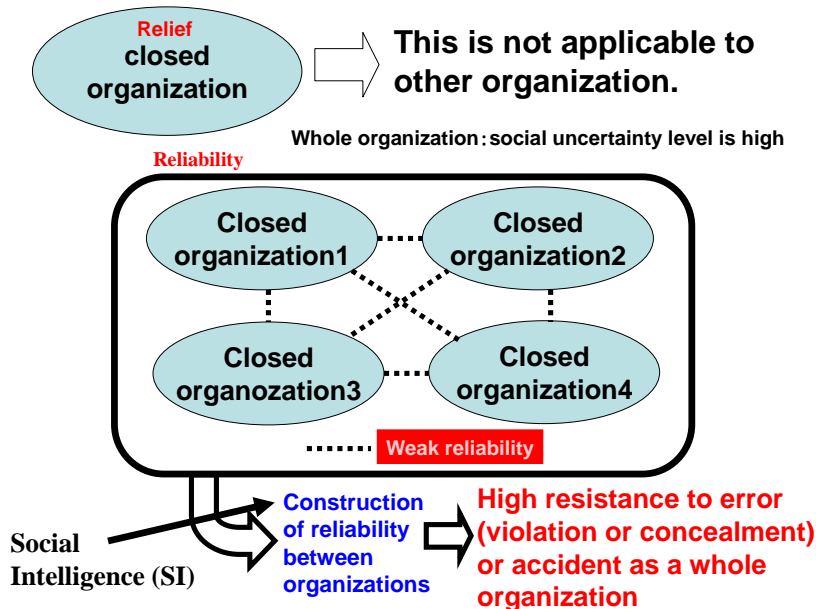 Relief
closed
organization
This is not applicable to
other organization.
Whole organization：social uncertainty level is high
Reliability
Closed
organization1
Closed
organization2
Closed
organozation3
Closed
organization4
Weak reliability
Social
Intelligence (SI)
Construction
of reliability
between
organizations
High resistance to error
(violation or concealment)
or accident as a whole
organization